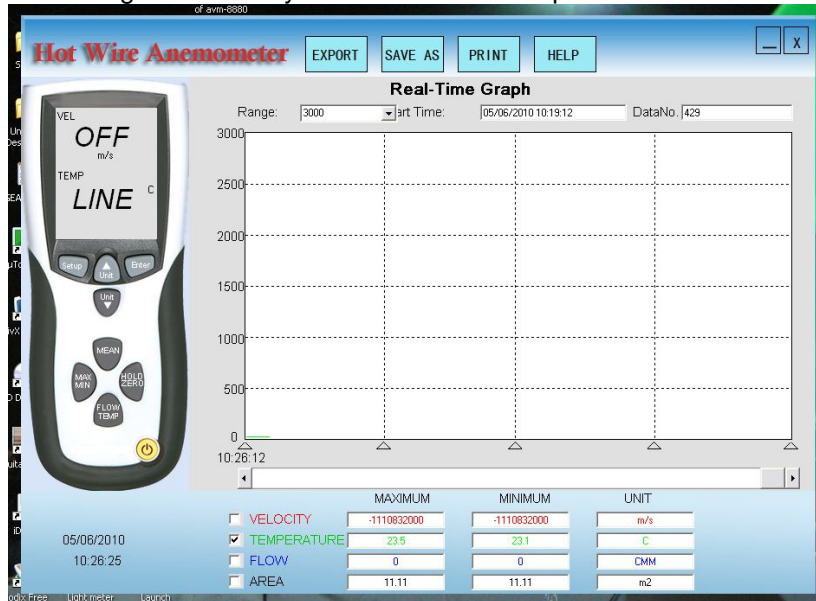 of avm-8880
Hot Wire Anemometer
EXPORT
SAVE AS
PRINT
HELP
_
X
Real-Time Graph
Range: 3000
art Time: 05/06/2010 10:19:12
DataNo. 429
VEL
OFF
m/s
TEMP
LINE C
Setup
Unit
Enter
Unit
MEAN
MAX
MIN
HOLD
ZERO
FLOW
TEMP
3000
2500
2000
1500
1000
500
0
10:26:12
MAXIMUM MINIMUM UNIT
VELOCITY -1110832000 -1110832000 m/s
TEMPERATURE 23.5 23.1 C
FLOW 0 0 CMM
AREA 11.11 11.11 m2
05/06/2010
10:26:25
Light meter
Launch